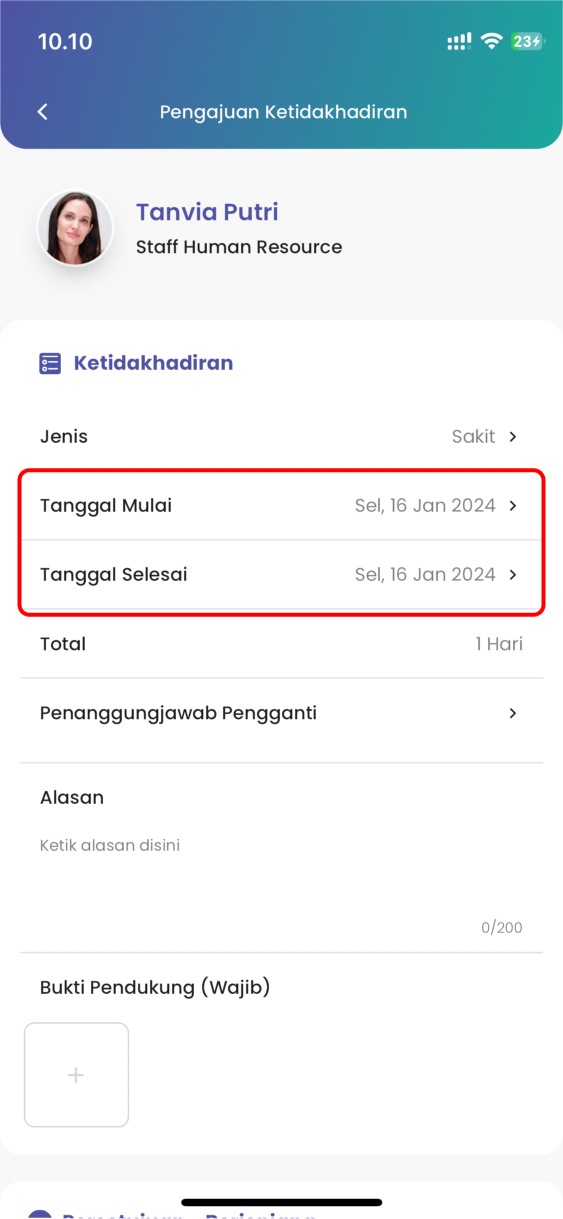 10.10
23
Pengajuan Ketidakhadiran
Tanvia Putri
Staff Human Resource
Ketidakhadiran
Jenis Sakit
Tanggal Mulai Sel, 16 Jan 2024
Tanggal Selesai Sel, 16 Jan 2024
Total 1 Hari
Penanggungjawab Pengganti
Alasan
Ketik alasan disini
0/200
Bukti Pendukung (Wajib)
+